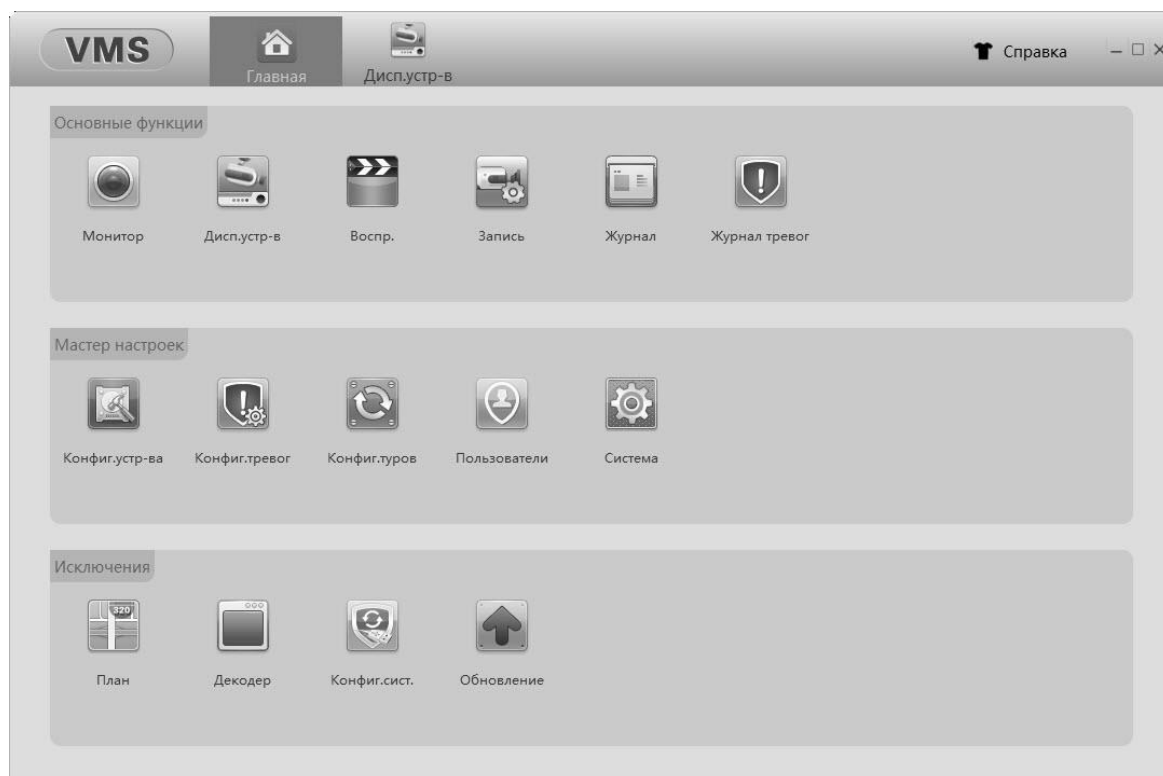 VMS
Главная
Дисп.устр-в
Справка
Основные функции
Монитор Дисп.устр-в Воспр. Запись Журнал Журнал тревог
Мастер настроек
Конфиг.устр-ва Конфиг.тревог Конфиг.туров Пользователи Система
Исключения
320
План Декодер Конфиг.сист. Обновление